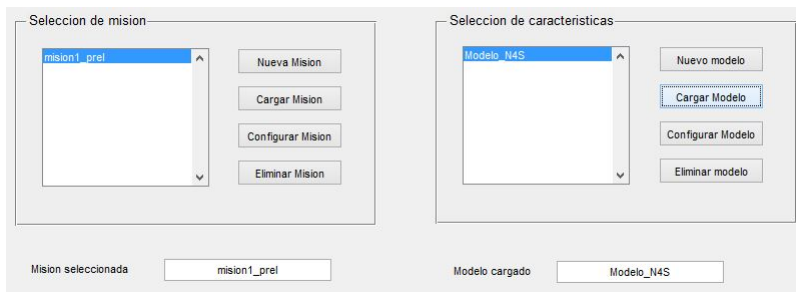 Seleccion de mision
mision1_prel
Nueva Mision
Cargar Mision
Configurar Mision
Eliminar Mision
Mision seleccionada
mision1_prel
Seleccion de caracteristicas
Modelo_N4S
Nuevo modelo
Cargar Modelo
Configurar Modelo
Eliminar modelo
Modelo cargado
Modelo_N4S